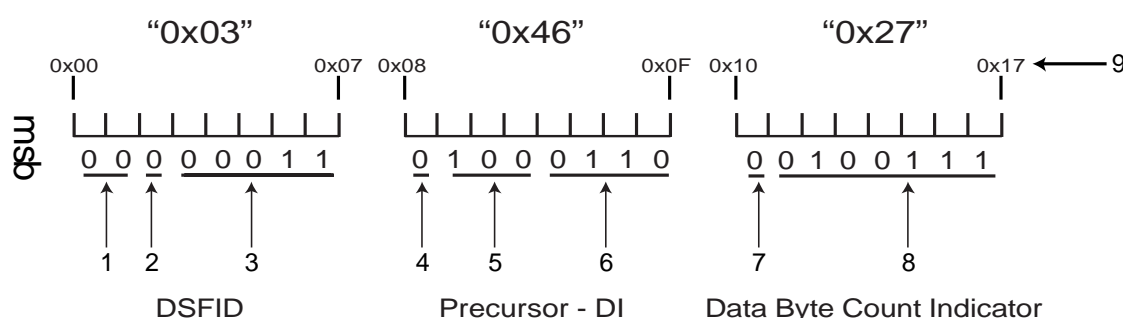 “0x03” “0x46” “0x27”
0x00 0x07 0x08 0x0F 0x10 0x17 9
msb
0 0 0 0 0 0 1 1 0 1 0 0 0 1 1 0 0 0 1 0 0 1 1 1
1 2 3 4 5 6 7 8
DSFID Precursor - DI Data Byte Count Indicator